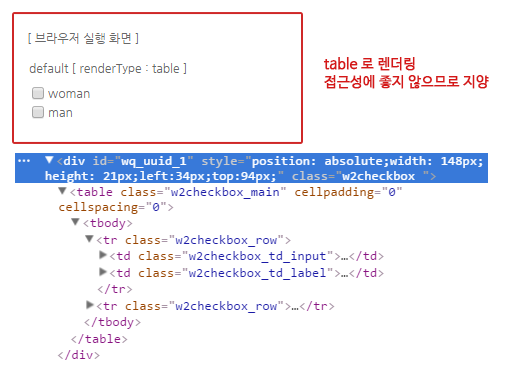 [ 브라우저 실행 화면 ]
default [ renderType : table ]
woman
man
table 로 렌더링
접근성에 좋지 않으므로 지양
··· ▼<div id="wq_uuid_1" style="position: absolute;width: 148px;
height: 21px;left:34px;top:94px;" class="w2checkbox ">
▼<table class="w2checkbox_main" cellpadding="0"
cellspacing="0">
▼<tbody>
▼<tr class="w2checkbox_row">
▶<td class="w2checkbox_td_input">…</td>
▶<td class="w2checkbox_td_label">…</td>
</tr>
▶<tr class="w2checkbox_row">…</tr>
</tbody>
</table>
</div>